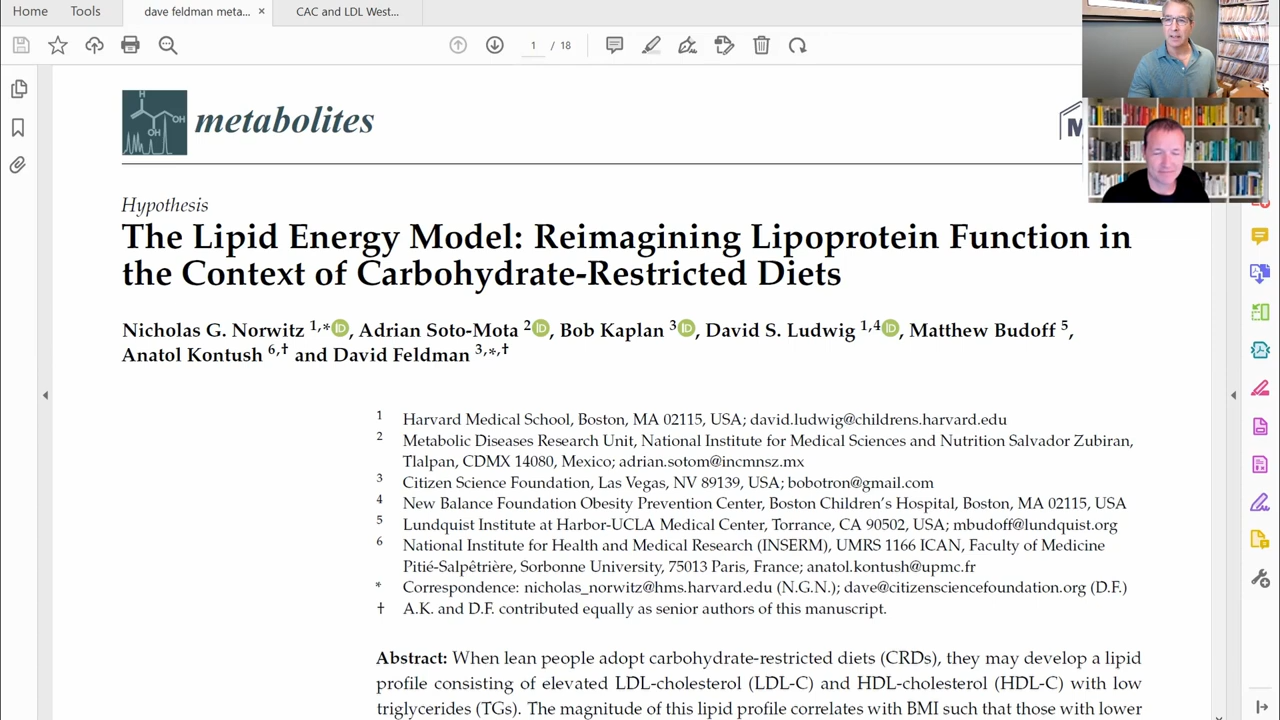 Home Tools dave feldman meta... × CAC and LDL West...
1 / 18
H
OH
OH
metabolites
M
Hypothesis
The Lipid Energy Model: Reimagining Lipoprotein Function in
the Context of Carbohydrate-Restricted Diets
Nicholas G. Norwitz 1,* iD, Adrian Soto-Mota 2 iD, Bob Kaplan 3 iD, David S. Ludwig 1,4 iD, Matthew Budoff 5,
Anatol Kontush 6,† and David Feldman 3,*,†
1 Harvard Medical School, Boston, MA 02115, USA; david.ludwig@childrens.harvard.edu
2 Metabolic Diseases Research Unit, National Institute for Medical Sciences and Nutrition Salvador Zubiran,
Tlalpan, CDMX 14080, Mexico; adrian.sotom@incmnsz.mx
3 Citizen Science Foundation, Las Vegas, NV 89139, USA; bobotron@gmail.com
4 New Balance Foundation Obesity Prevention Center, Boston Children's Hospital, Boston, MA 02115, USA
5 Lundquist Institute at Harbor-UCLA Medical Center, Torrance, CA 90502, USA; mbudoff@lundquist.org
6 National Institute for Health and Medical Research (INSERM), UMRS 1166 ICAN, Faculty of Medicine
Pitié-Salpêtrière, Sorbonne University, 75013 Paris, France; anatol.kontush@upmc.fr
* Correspondence: nicholas_norwitz@hms.harvard.edu (N.G.N.); dave@citizensciencefoundation.org (D.F.)
† A.K. and D.F. contributed equally as senior authors of this manuscript.
Abstract: When lean people adopt carbohydrate-restricted diets (CRDs), they may develop a lipid
profile consisting of elevated LDL-cholesterol (LDL-C) and HDL-cholesterol (HDL-C) with low
triglycerides (TGs). The magnitude of this lipid profile correlates with BMI such that those with lower